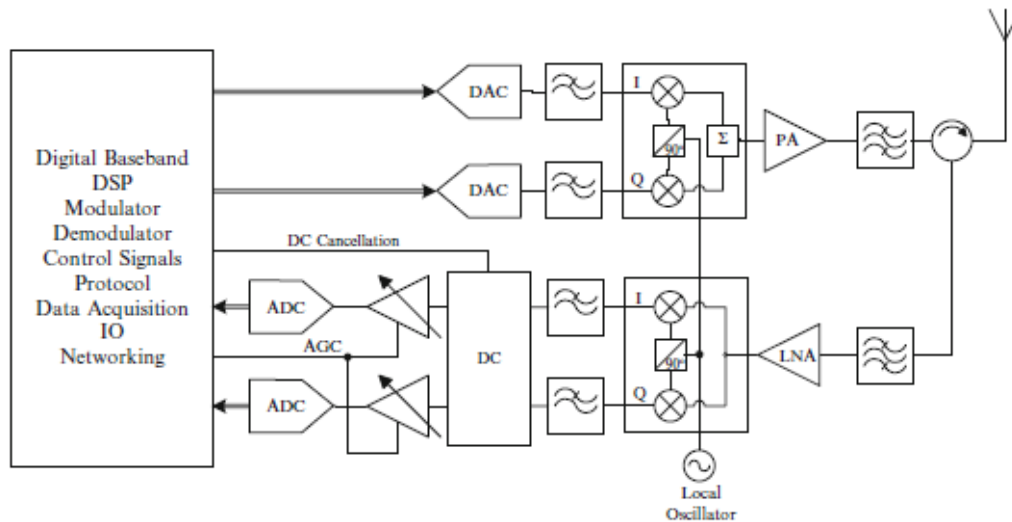 Digital Baseband
DSP
Modulator
Demodulator
Control Signals
Protocol
Data Acquisition
IO
Networking
DAC
I
90°
Σ
PA
DAC
Q
DC Cancellation
ADC
AGC
DC
I
90°
LNA
ADC
Q
Local
Oscillator